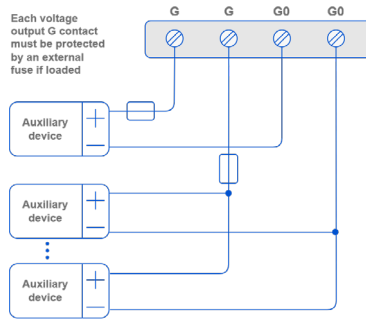 Each voltage
output G contact
must be protected
by an external
fuse if loaded
G G G0 G0
Auxiliary
device
+
−
Auxiliary
device
+
−
Auxiliary
device
+
−